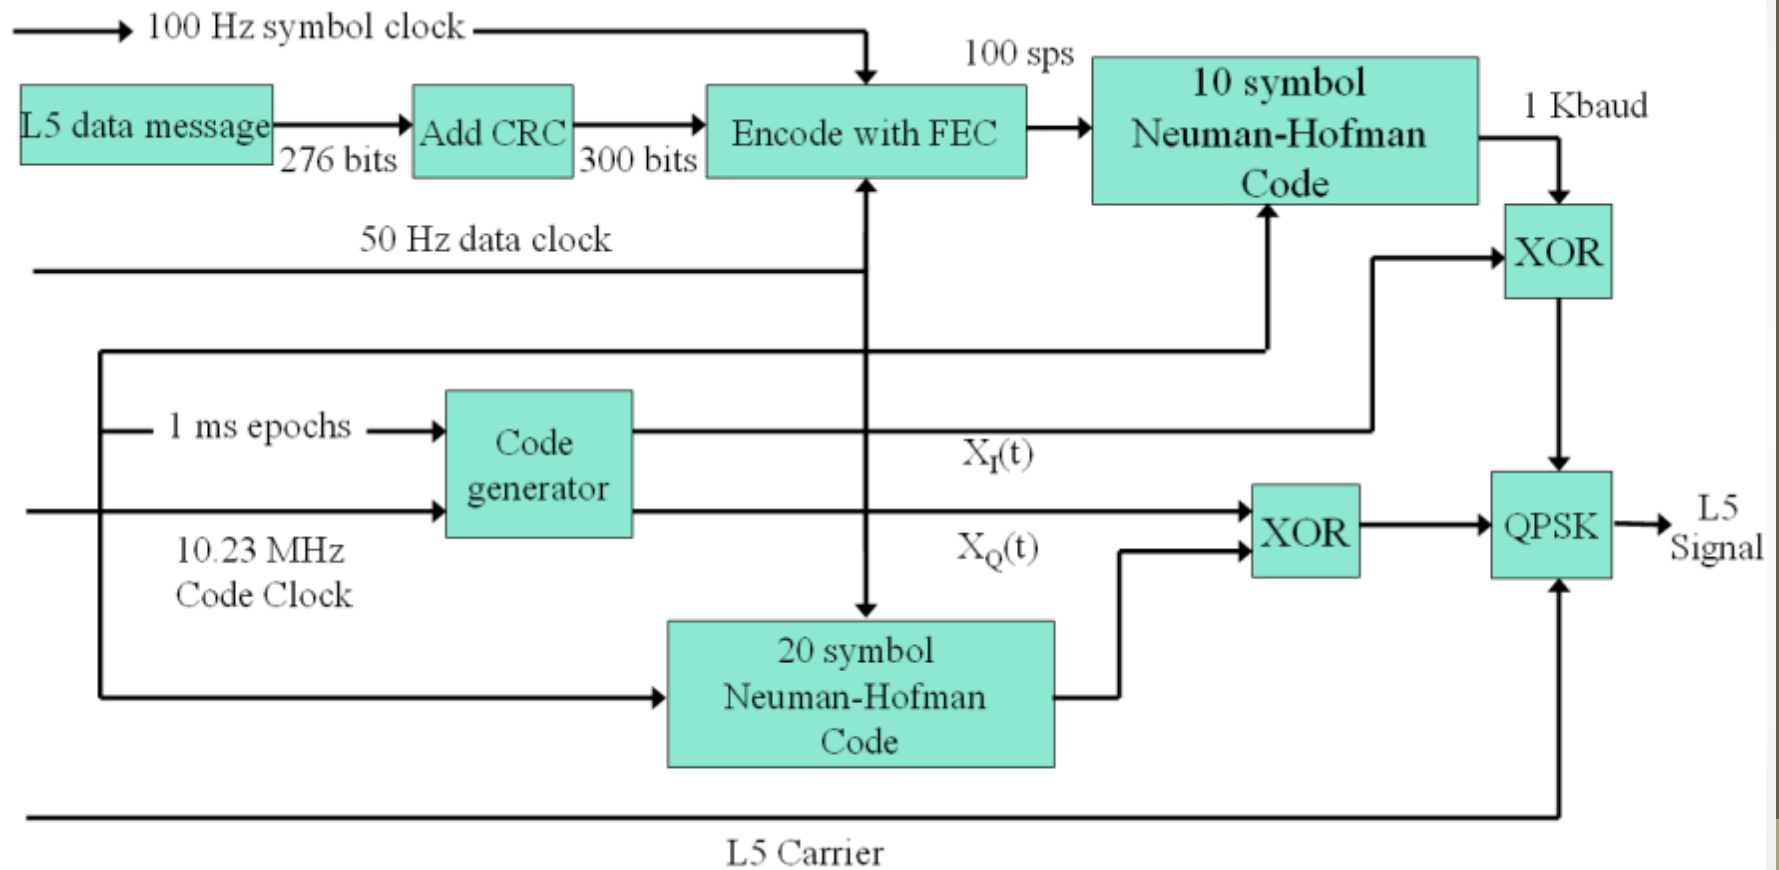 100 Hz symbol clock
100 sps
L5 data message
276 bits
Add CRC
300 bits
Encode with FEC
10 symbol
Neuman-Hofman
Code
1 Kbaud
XOR
50 Hz data clock
1 ms epochs
Code
generator
X_I(t)
X_Q(t)
10.23 MHz
Code Clock
XOR
QPSK
L5
Signal
20 symbol
Neuman-Hofman
Code
L5 Carrier